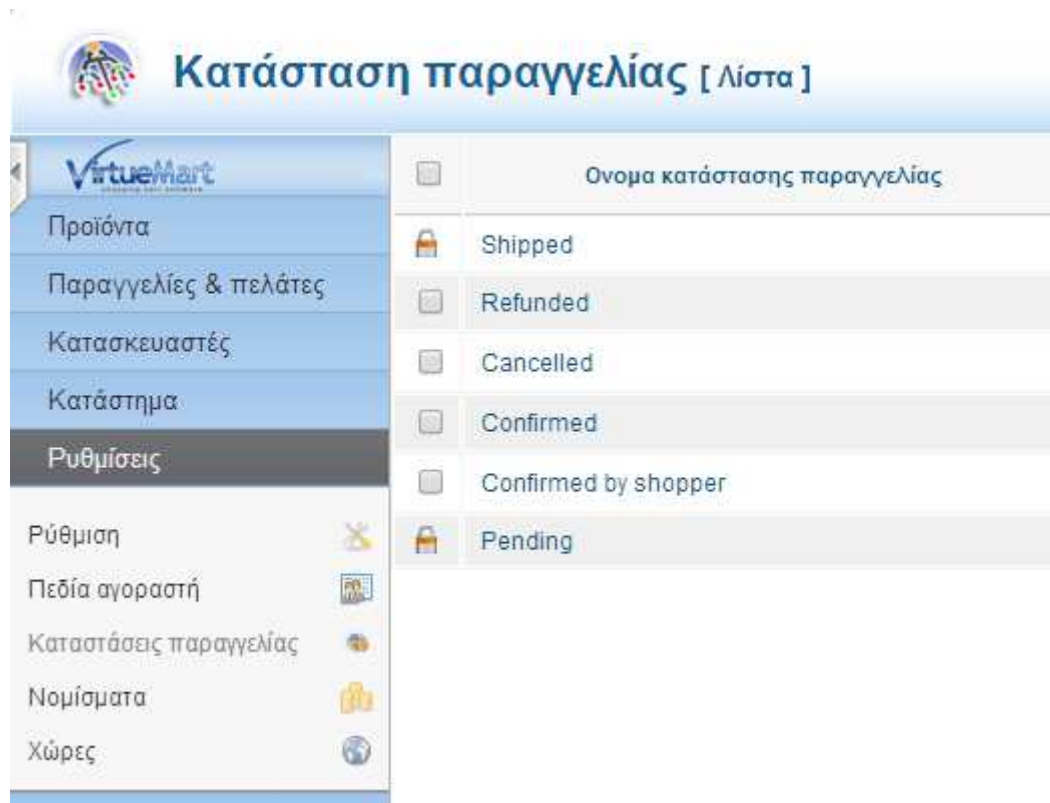 Κατάσταση παραγγελίας [ Λίστα ]
VirtueMart
Προϊόντα
Παραγγελίες & πελάτες
Κατασκευαστές
Κατάστημα
Ρυθμίσεις
Ρύθμιση
Πεδία αγοραστή
Καταστάσεις παραγγελίας
Νομίσματα
Χώρες
Ονομα κατάστασης παραγγελίας
Shipped
Refunded
Cancelled
Confirmed
Confirmed by shopper
Pending